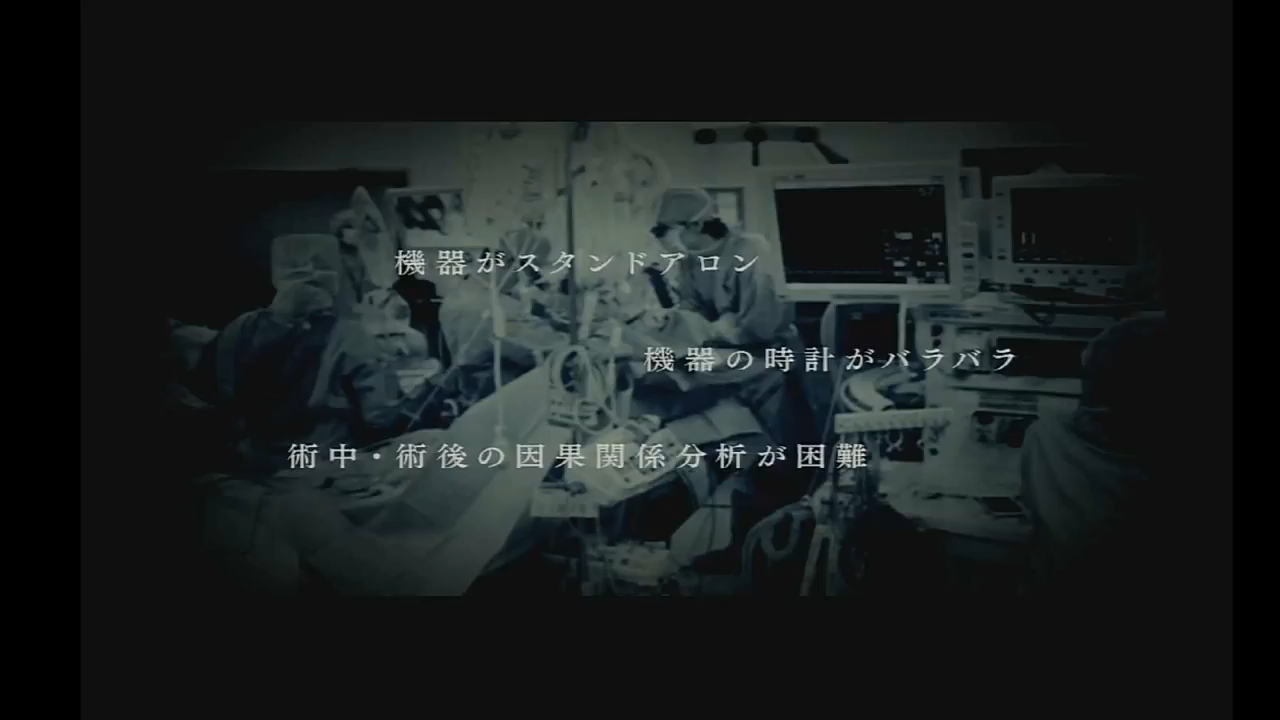 機器がスタンドアロン
機器の時計がバラバラ
術中・術後の因果関係分析が困難